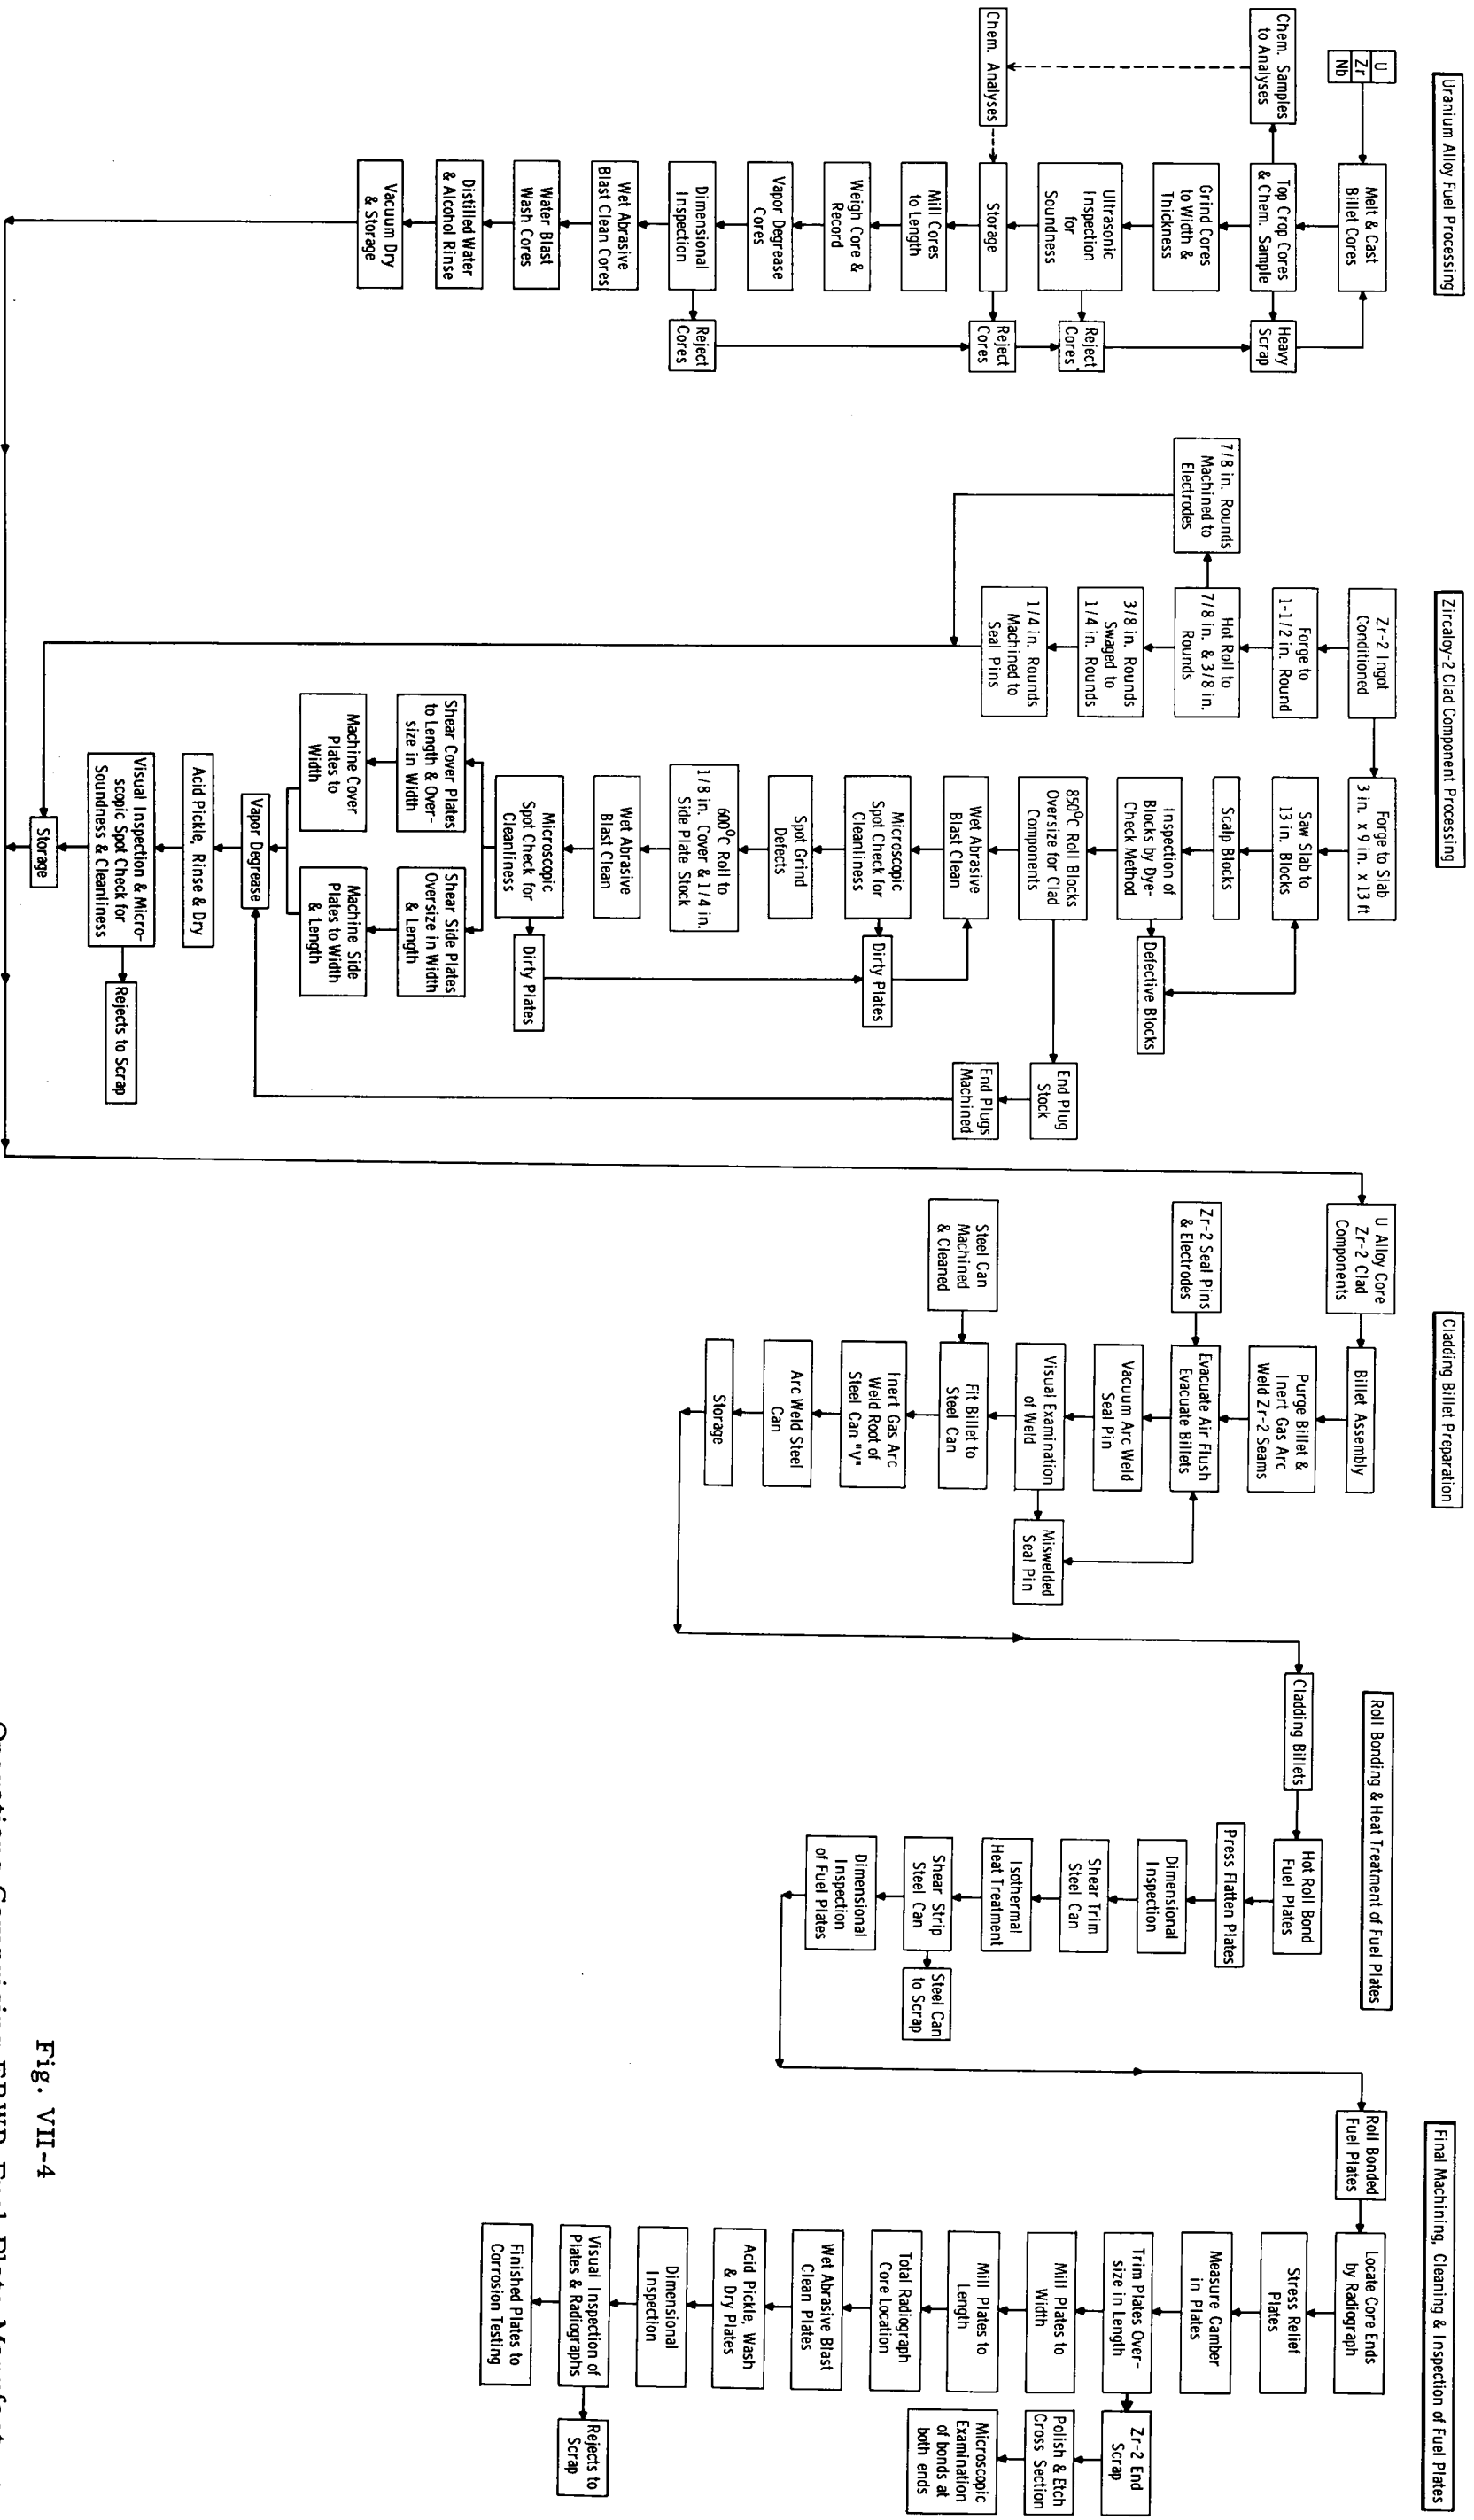 Uranium Alloy Fuel Processing
U
Zr
Nb
Melt & Cast
Billet Cores
Chem. Samples
to Analyses
Top Crop Cores
& Chem. Sample
Heavy
Scrap
Grind Cores
to Width &
Thickness
Ultrasonic
Inspection
for
Soundness
Reject
Cores
Chem. Analyses
Storage
Reject
Cores
Mill Cores
to Length
Weigh Core &
Record
Vapor Degrease
Cores
Dimensional
Inspection
Reject
Cores
Wet Abrasive
Blast Clean Cores
Water Blast
Wash Cores
Distilled Water
& Alcohol Rinse
Vacuum Dry
& Storage
Zircaloy-2 Clad Component Processing
Zr-2 Ingot
Conditioned
Forge to
1-1/2 in. Round
Hot Roll to
7/8 in. & 3/8 in.
Rounds
7/8 in. Rounds
Machined to
Electrodes
3/8 in. Rounds
Swaged to
1/4 in. Rounds
1/4 in. Rounds
Machined to
Seal Pins
Forge to Slab
3 in. x 9 in. x 13 ft
Saw Slab to
13 in. Blocks
Scalp Blocks
Inspection of
Blocks by Dye-
Check Method
Defective Blocks
850°C Roll Blocks
Oversize for Clad
Components
End Plug
Stock
End Plugs
Machined
Wet Abrasive
Blast Clean
Microscopic
Spot Check for
Cleanliness
Dirty Plates
Spot Grind
Defects
600°C Roll to
1/8 in. Cover & 1/4 in.
Side Plate Stock
Wet Abrasive
Blast Clean
Microscopic
Spot Check for
Cleanliness
Dirty Plates
Shear Cover Plates
to Length & Over-
size in Width
Shear Side Plates
Oversize in Width
& Length
Machine Cover
Plates to
Width
Machine Side
Plates to Width
& Length
Vapor Degrease
Acid Pickle, Rinse & Dry
Visual Inspection & Micro-
scopic Spot Check for
Soundness & Cleanliness
Rejects to Scrap
Storage
Cladding Billet Preparation
U Alloy Core
Zr-2 Clad
Components
Billet Assembly
Purge Billet &
Inert Gas Arc
Weld Zr-2 Seams
Zr-2 Seal Pins
& Electrodes
Evacuate Air Flush
Evacuate Billets
Vacuum Arc Weld
Seal Pin
Visual Examination
of Weld
Miswelded
Seal Pin
Steel Can
Machined
& Cleaned
Fit Billet to
Steel Can
Inert Gas Arc
Weld Root of
Steel Can "V"
Arc Weld Steel
Can
Storage
Roll Bonding & Heat Treatment of Fuel Plates
Cladding Billets
Hot Roll Bond
Fuel Plates
Press Flatten Plates
Dimensional
Inspection
Shear Trim
Steel Can
Isothermal
Heat Treatment
Shear Strip
Steel Can
Steel Can
to Scrap
Dimensional
Inspection
of Fuel Plates
Final Machining, Cleaning & Inspection of Fuel Plates
Roll Bonded
Fuel Plates
Locate Core Ends
by Radiograph
Stress Relief
Plates
Measure Camber
in Plates
Trim Plates Over-
size in Length
Zr-2 End
Scrap
Polish & Etch
Cross Section
Microscopic
Examination
of bonds at
both ends
Mill Plates to
Width
Mill Plates to
Length
Total Radiograph
Core Location
Wet Abrasive Blast
Clean Plates
Acid Pickle, Wash
& Dry Plates
Dimensional
Inspection
Visual Inspection of
Plates & Radiographs
Rejects to
Scrap
Finished Plates to
Corrosion Testing
Fig. VII-4